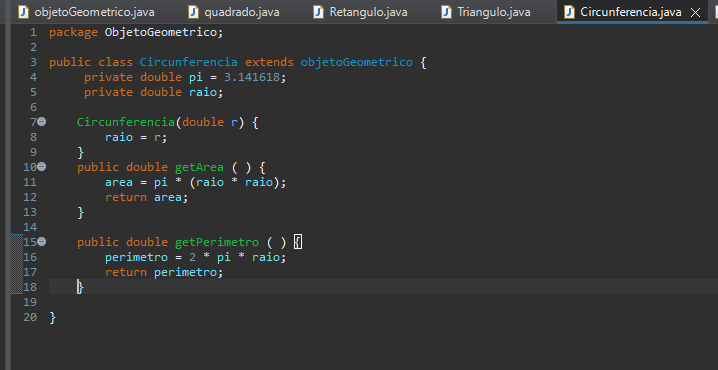 objetoGeometrico.java quadrado.java Retangulo.java Triangulo.java Circunferencia.java
1 package ObjetoGeometrico;
2
3 public class Circunferencia extends objetoGeometrico {
4 private double pi = 3.141618;
5 private double raio;
6
7 Circunferencia(double r) {
8 raio = r;
9 }
10 public double getArea ( ) {
11 area = pi * (raio * raio);
12 return area;
13 }
14
15 public double getPerimetro ( ) {
16 perimetro = 2 * pi * raio;
17 return perimetro;
18 }
19
20 }